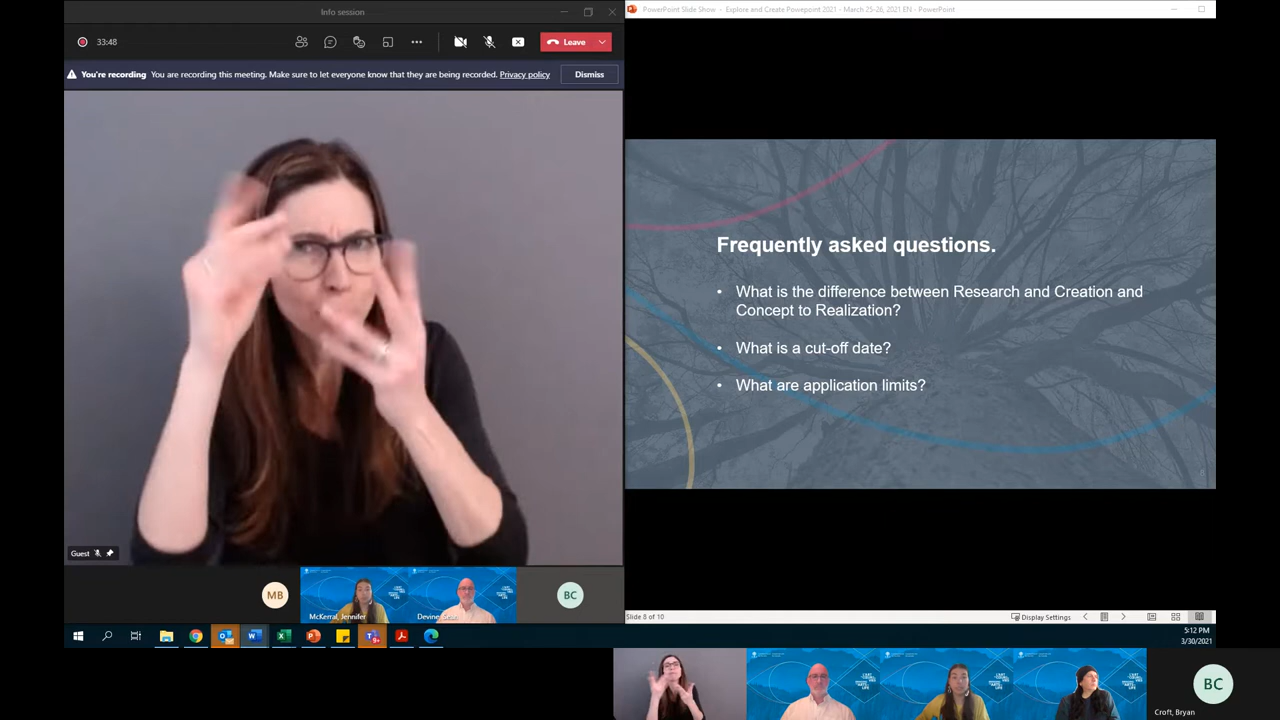 Info session
PowerPoint Slide Show - Explore and Create Powepoint 2021 - March 25-26, 2021 EN - PowerPoint
33:48
Leave
You're recording You are recording this meeting. Make sure to let everyone know that they are being recorded. Privacy policy
Dismiss
Frequently asked questions.
• What is the difference between Research and Creation and
Concept to Realization?
• What is a cut-off date?
• What are application limits?
Guest
MB
McKerral, Jennifer
BC
Slide 8 of 10
Display Settings
5:12 PM
3/30/2021
BC
Croft, Bryan